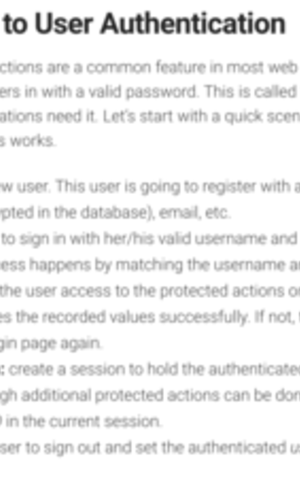 to User Authentication
ctions are a common feature in most web
ers in with a valid password. This is called
ations need it. Let's start with a quick scen
s works.
w user. This user is going to register with a
ypted in the database), email, etc.
to sign in with her/his valid username and
ess happens by matching the username a
the user access to the protected actions o
es the recorded values successfully. If not,
gin page again.
: create a session to hold the authenticated
gh additional protected actions can be don
in the current session.
ser to sign out and set the authenticated us